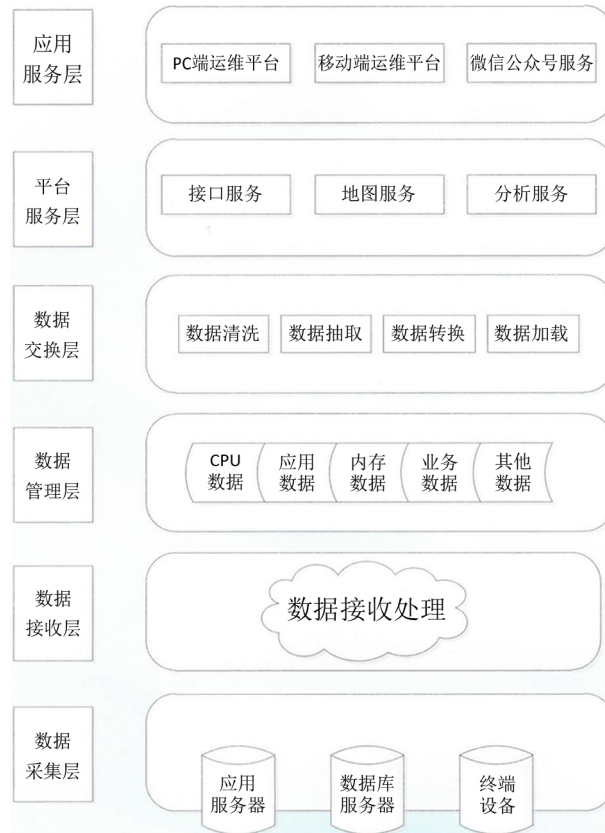 应用
服务层
PC端运维平台
移动端运维平台
微信公众号服务
平台
服务层
接口服务
地图服务
分析服务
数据
交换层
数据清洗
数据抽取
数据转换
数据加载
数据
管理层
CPU
数据
应用
数据
内存
数据
业务
数据
其他
数据
数据
接收层
数据接收处理
数据
采集层
应用
服务器
数据库
服务器
终端
设备